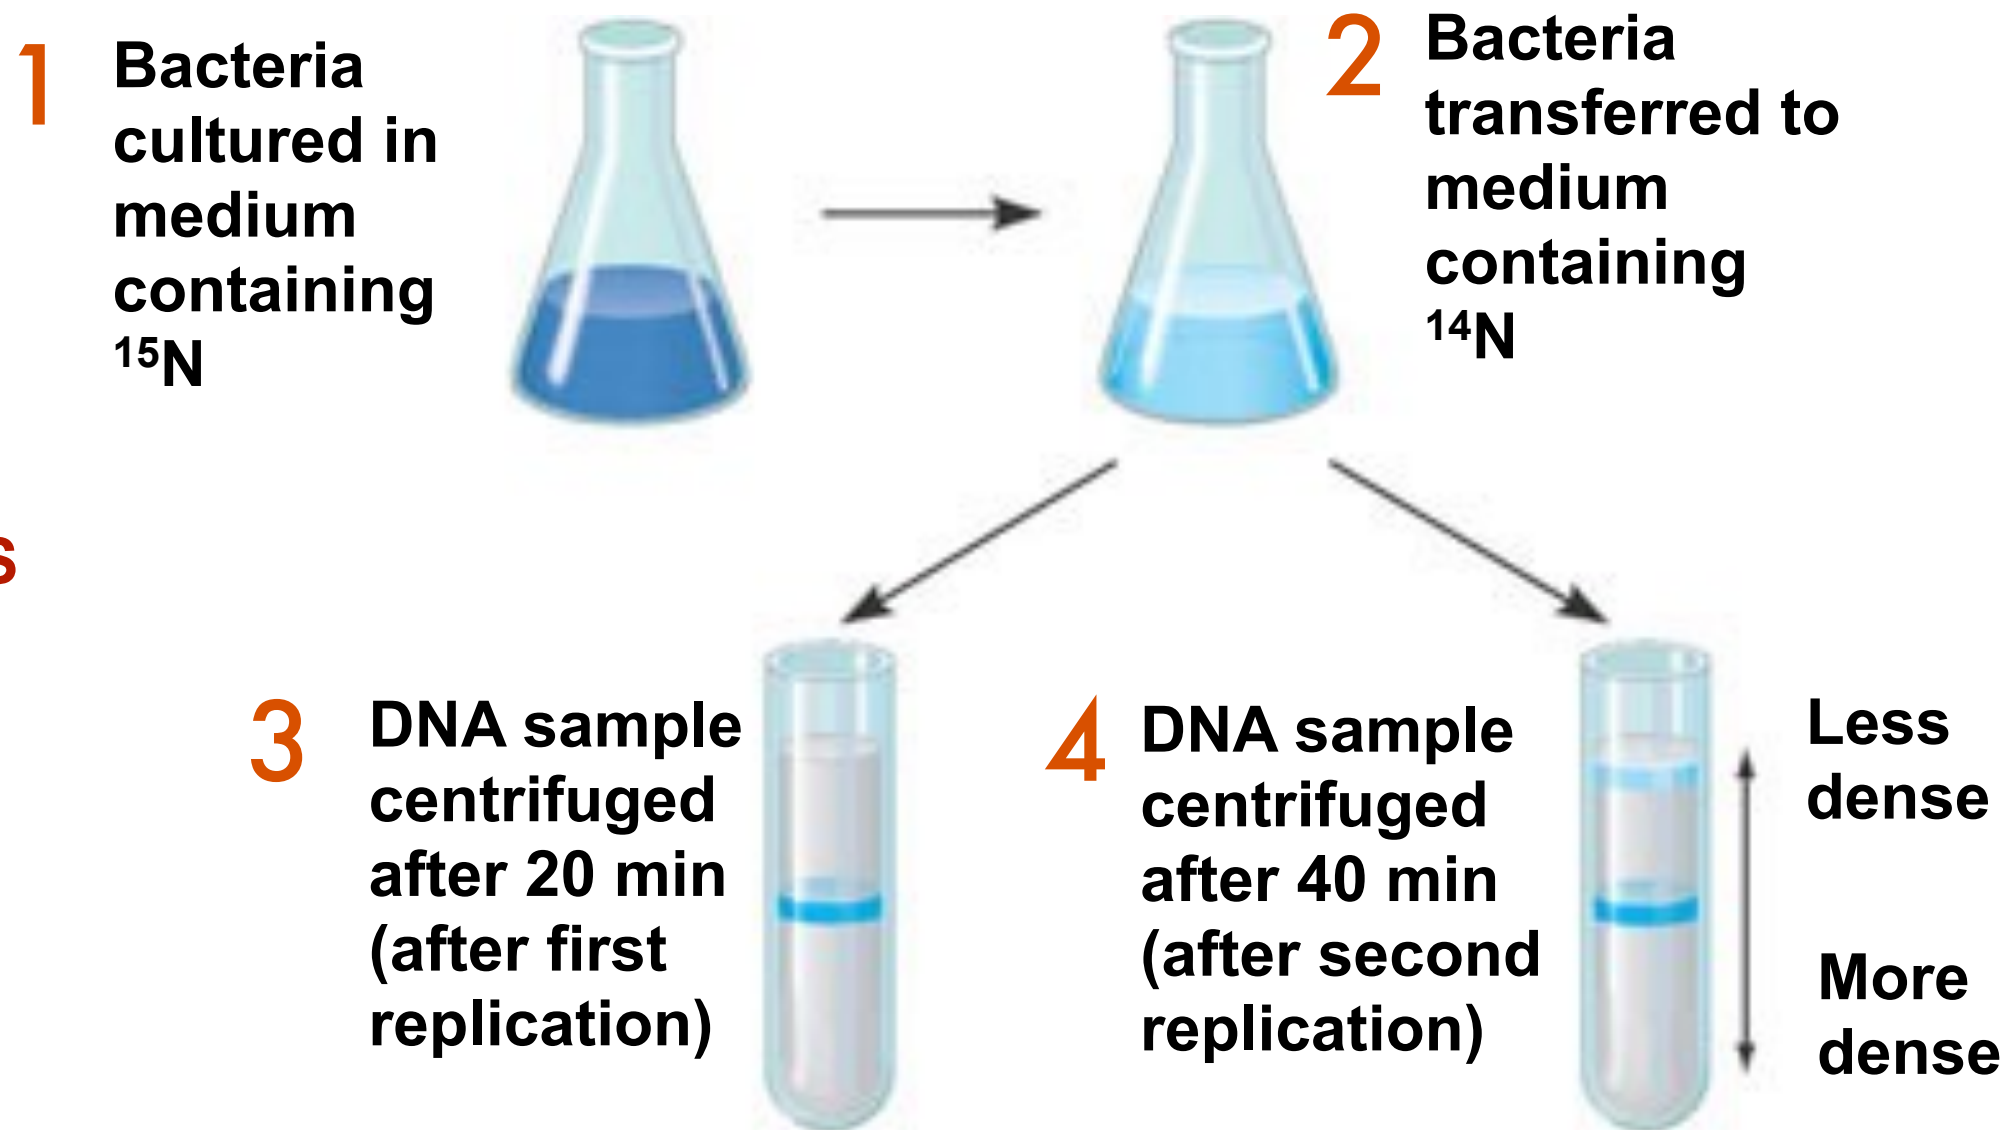 1
Bacteria
cultured in
medium
containing
¹⁵N
2
Bacteria
transferred to
medium
containing
¹⁴N
s
3
DNA sample
centrifuged
after 20 min
(after first
replication)
4
DNA sample
centrifuged
after 40 min
(after second
replication)
Less
dense
More
dense